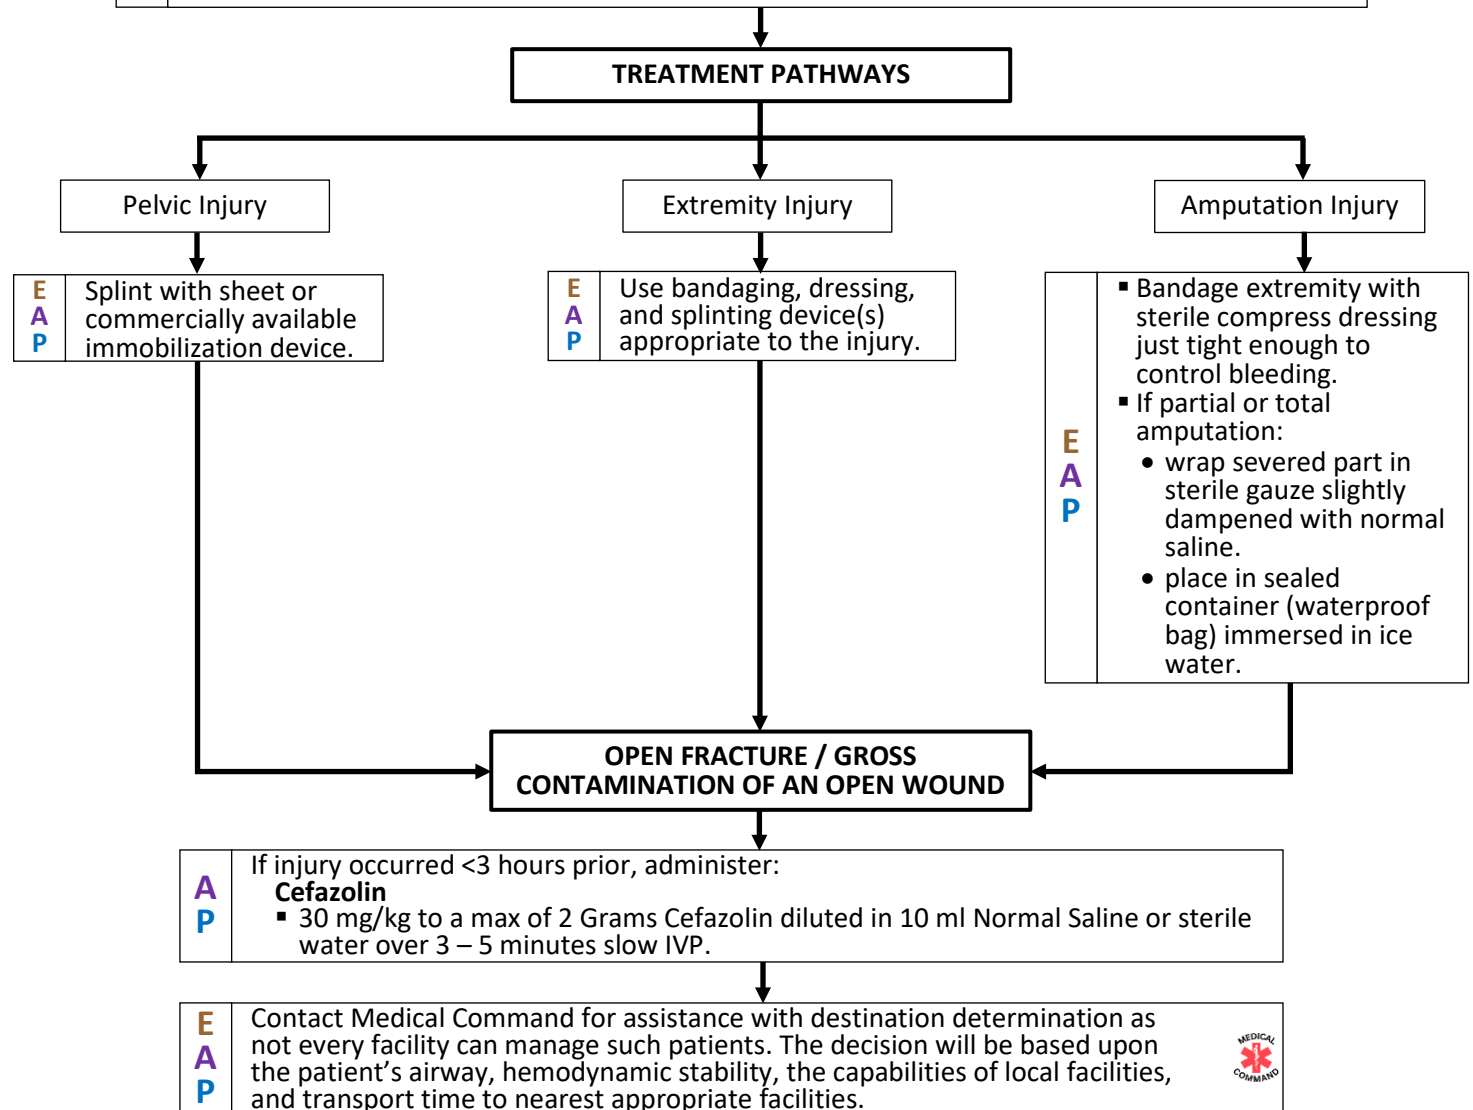 TREATMENT PATHWAYS
Pelvic Injury
E
A
P
Splint with sheet or
commercially available
immobilization device.
Extremity Injury
E
A
P
Use bandaging, dressing,
and splinting device(s)
appropriate to the injury.
Amputation Injury
E
A
P
▪ Bandage extremity with
sterile compress dressing
just tight enough to
control bleeding.
▪ If partial or total
amputation:
• wrap severed part in
sterile gauze slightly
dampened with normal
saline.
• place in sealed
container (waterproof
bag) immersed in ice
water.
OPEN FRACTURE / GROSS
CONTAMINATION OF AN OPEN WOUND
A
P
If injury occurred <3 hours prior, administer:
Cefazolin
▪ 30 mg/kg to a max of 2 Grams Cefazolin diluted in 10 ml Normal Saline or sterile
water over 3 – 5 minutes slow IVP.
E
A
P
Contact Medical Command for assistance with destination determination as
not every facility can manage such patients. The decision will be based upon
the patient’s airway, hemodynamic stability, the capabilities of local facilities,
and transport time to nearest appropriate facilities.
MEDICAL
COMMAND